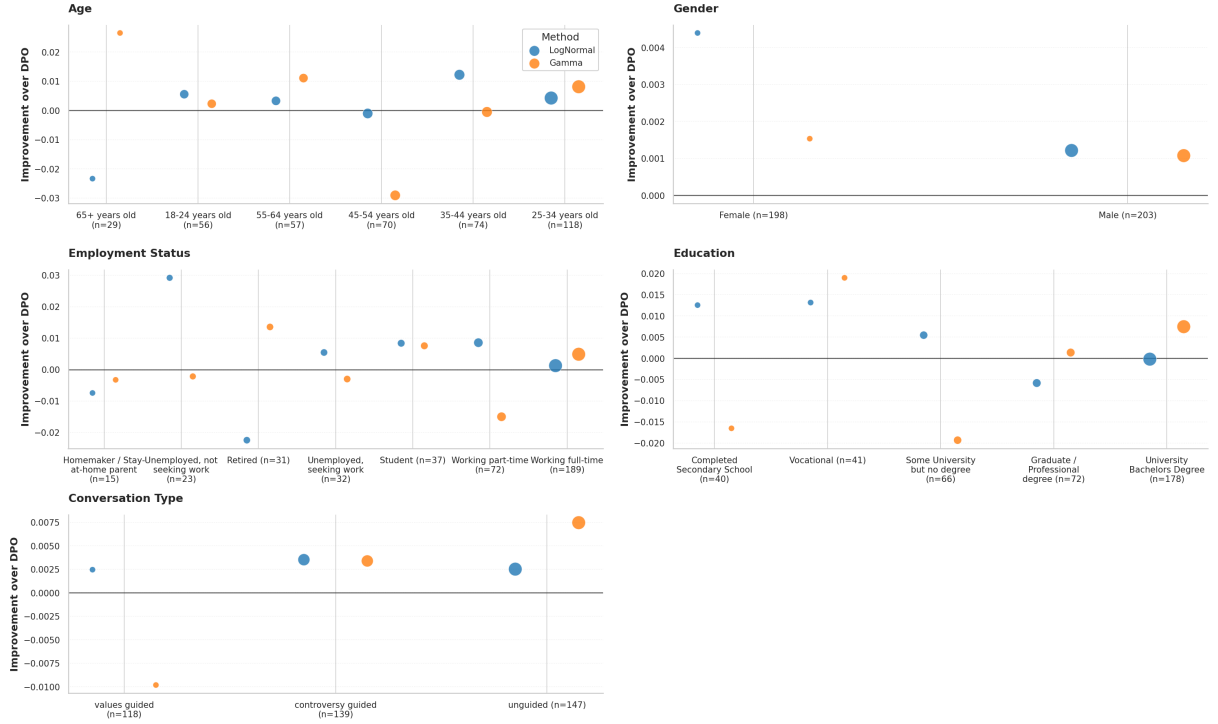 Age
Improvement over DPO
0.02
0.01
0.00
−0.01
−0.02
−0.03
Method
LogNormal
Gamma
65+ years old
(n=29)
18-24 years old
(n=56)
55-64 years old
(n=57)
45-54 years old
(n=70)
35-44 years old
(n=74)
25-34 years old
(n=118)
Gender
Improvement over DPO
0.004
0.003
0.002
0.001
0.000
Female (n=198)
Male (n=203)
Employment Status
Improvement over DPO
0.03
0.02
0.01
0.00
−0.01
−0.02
Homemaker / Stay-
at-home parent
(n=15)
Unemployed, not
seeking work
(n=23)
Retired (n=31)
Unemployed,
seeking work
(n=32)
Student (n=37)
Working part-time
(n=72)
Working full-time
(n=189)
Education
Improvement over DPO
0.020
0.015
0.010
0.005
0.000
−0.005
−0.010
−0.015
−0.020
Completed
Secondary School
(n=40)
Vocational (n=41)
Some University
but no degree
(n=66)
Graduate /
Professional
degree (n=72)
University
Bachelors Degree
(n=178)
Conversation Type
Improvement over DPO
0.0075
0.0050
0.0025
0.0000
−0.0025
−0.0050
−0.0075
−0.0100
values guided
(n=118)
controversy guided
(n=139)
unguided (n=147)